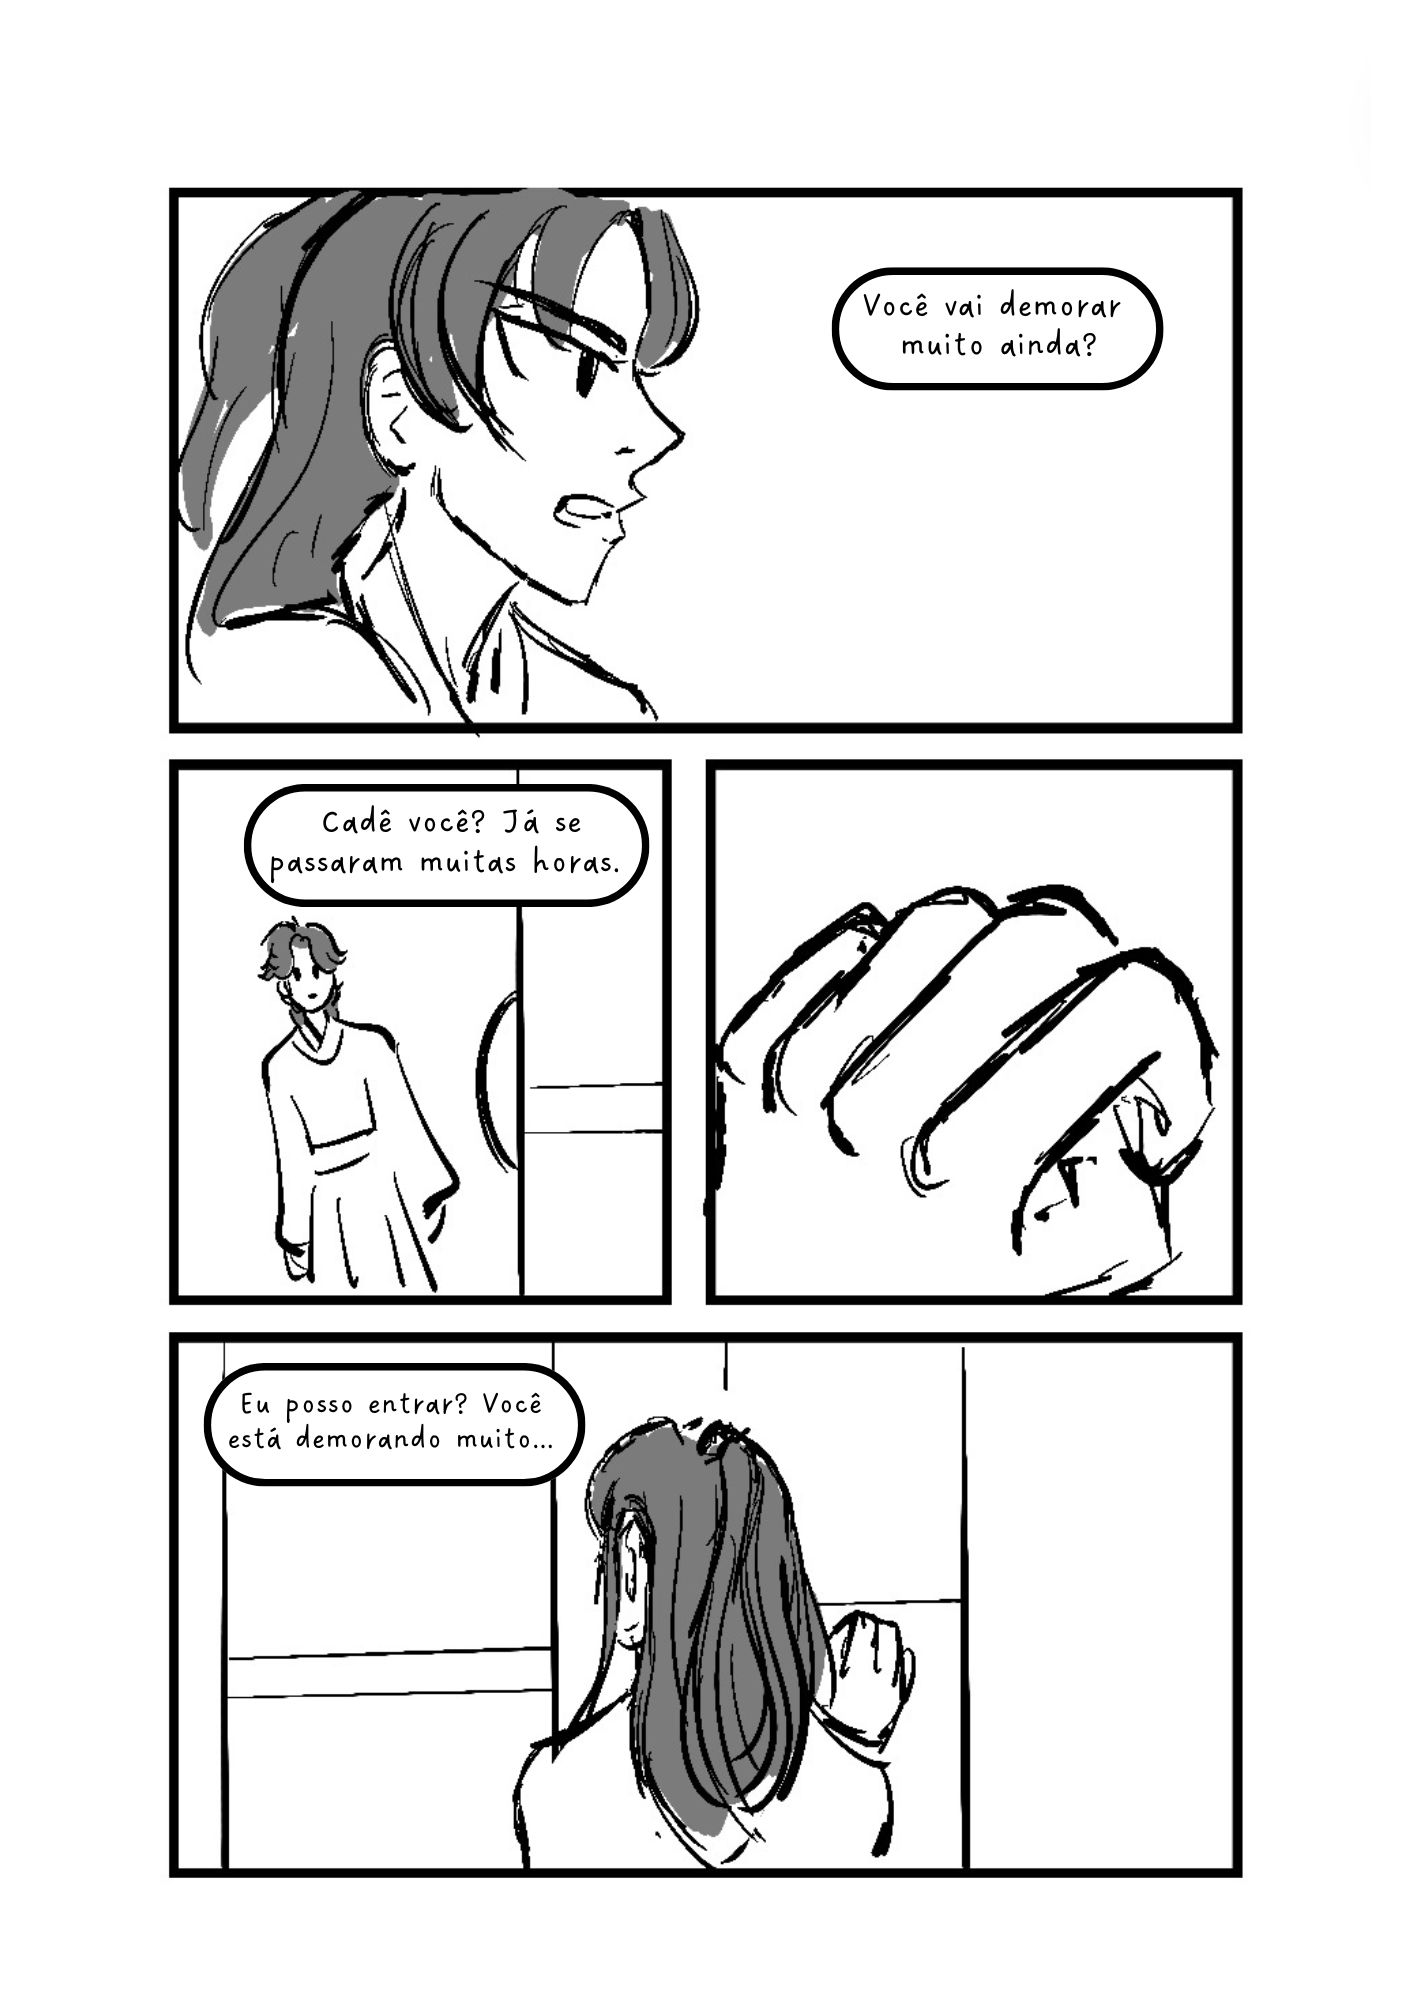 Você vai demorar
muito ainda?
Cadê você? Já se
passaram muitas horas.
Eu posso entrar? Você
está demorando muito...